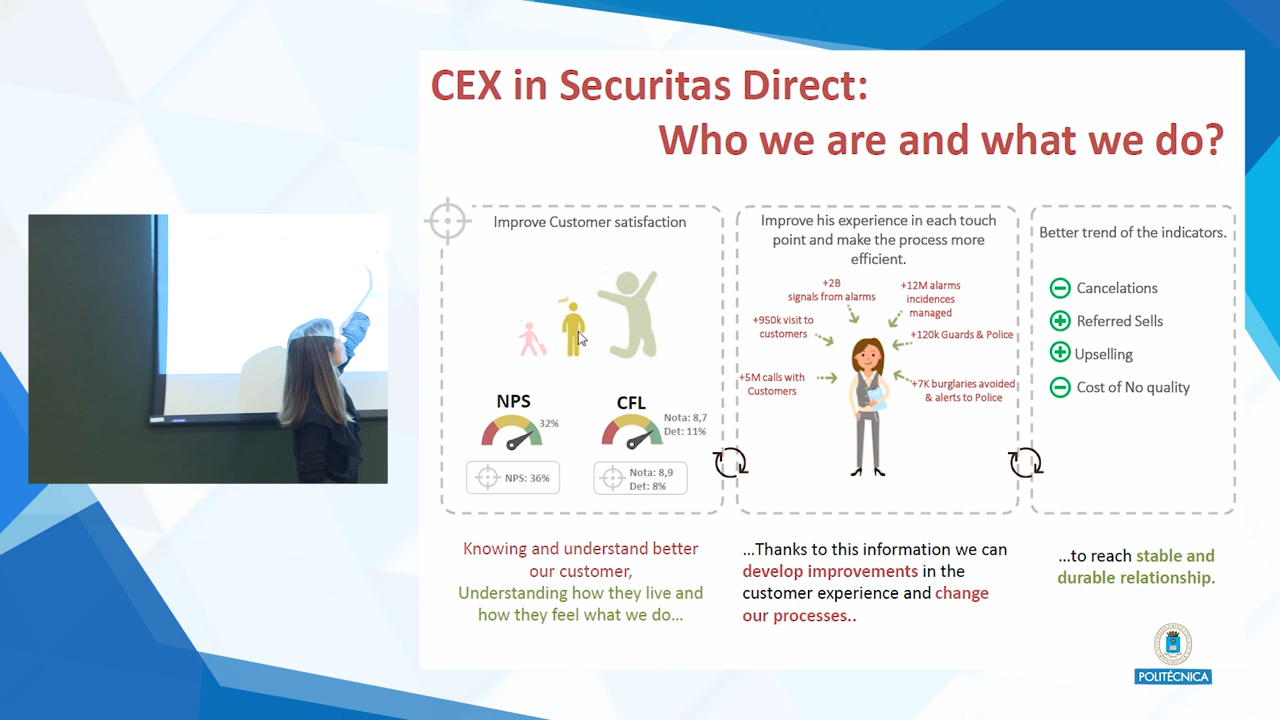 CEX in Securitas Direct:
Who we are and what we do?
Improve Customer satisfaction
NPS
32%
CFL
Nota: 8,7
Det: 11%
NPS: 36%
Nota: 8,9
Det: 8%
Improve his experience in each touch
point and make the process more
efficient.
+2B
signals from alarms
+12M alarms
incidences
managed
+950k visit to
customers
+120k Guards & Police
+5M calls with
Customers
+7K burglaries avoided
& alerts to Police
Better trend of the indicators.
Cancelations
Referred Sells
Upselling
Cost of No quality
Knowing and understand better
our customer,
Understanding how they live and
how they feel what we do...
...Thanks to this information we can
develop improvements in the
customer experience and change
our processes..
...to reach stable and
durable relationship.
POLITÉCNICA